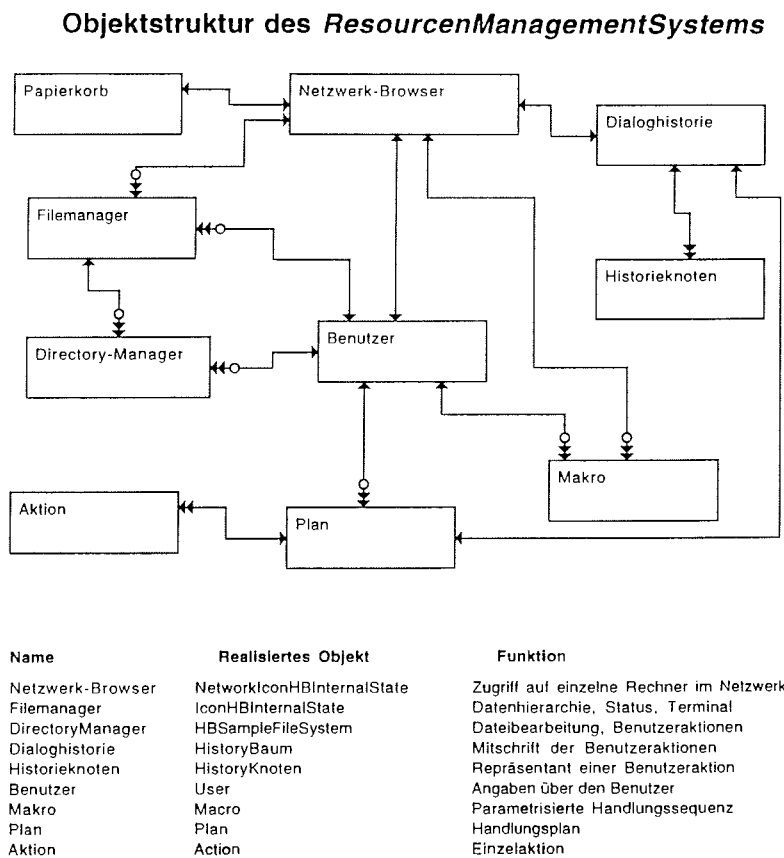 Objektstruktur des ResourcenManagementSystems
Papierkorb
Netzwerk-Browser
Dialoghistorie
Filemanager
Historieknoten
Directory-Manager
Benutzer
Makro
Aktion
Plan
Name Realisiertes Objekt Funktion
Netzwerk-Browser NetworkIconHBInternalState Zugriff auf einzelne Rechner im Netzwerk
Filemanager IconHBInternalState Datenhierarchie, Status, Terminal
DirectoryManager HBSampleFileSystem Dateibearbeitung, Benutzeraktionen
Dialoghistorie HistoryBaum Mitschrift der Benutzeraktionen
Historieknoten HistoryKnoten Repräsentant einer Benutzeraktion
Benutzer User Angaben über den Benutzer
Makro Macro Parametrisierte Handlungssequenz
Plan Plan Handlungsplan
Aktion Action Einzelaktion